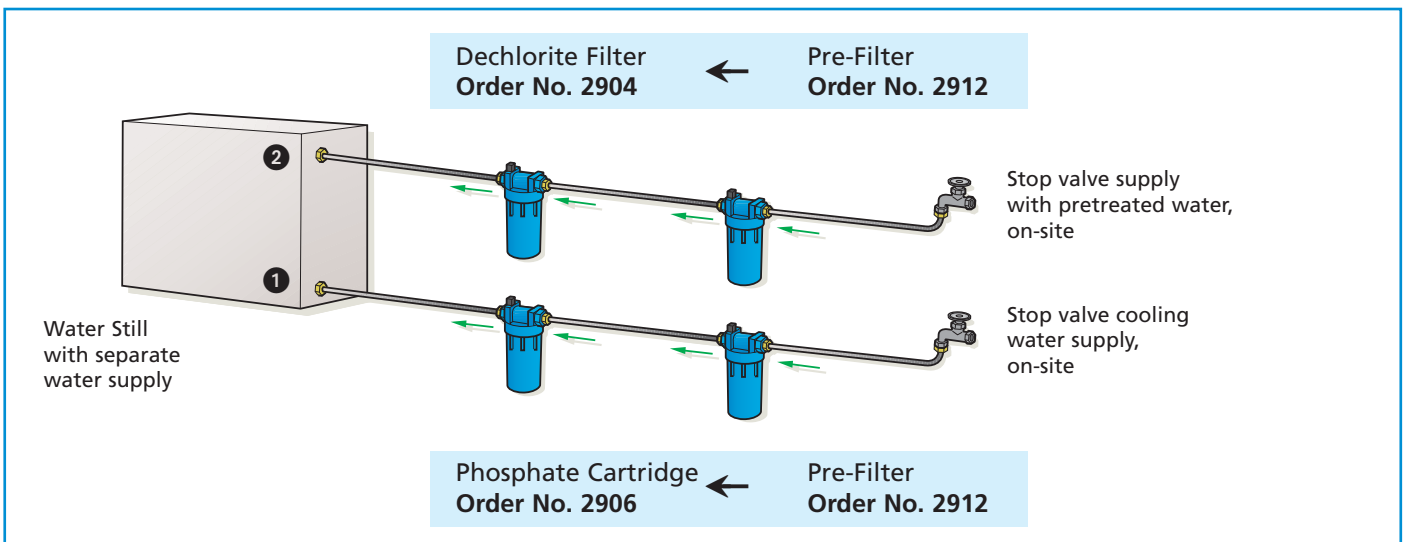 Dechlorite Filter
Order No. 2904
Pre-Filter
Order No. 2912
2
Stop valve supply
with pretreated water,
on-site
1
Water Still
with separate
water supply
Stop valve cooling
water supply,
on-site
Phosphate Cartridge
Order No. 2906
Pre-Filter
Order No. 2912